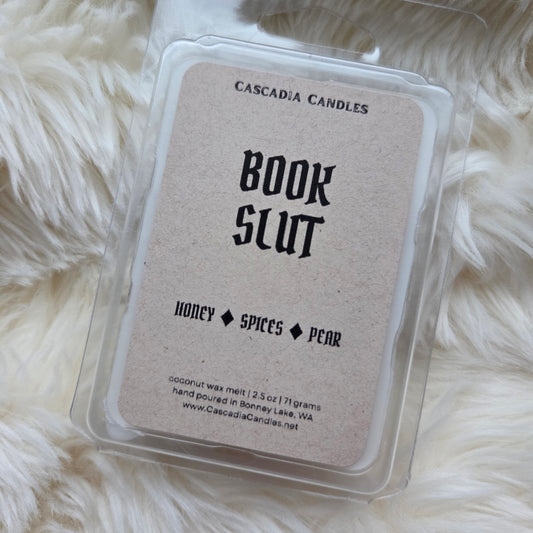 CASCADIA CANDLES
BOOK
SLUT
HONEY ♦ SPICES ♦ PEAR
coconut wax melt | 2.5 oz | 71 grams
hand poured in Bonney Lake, WA
www.CascadiaCandles.net